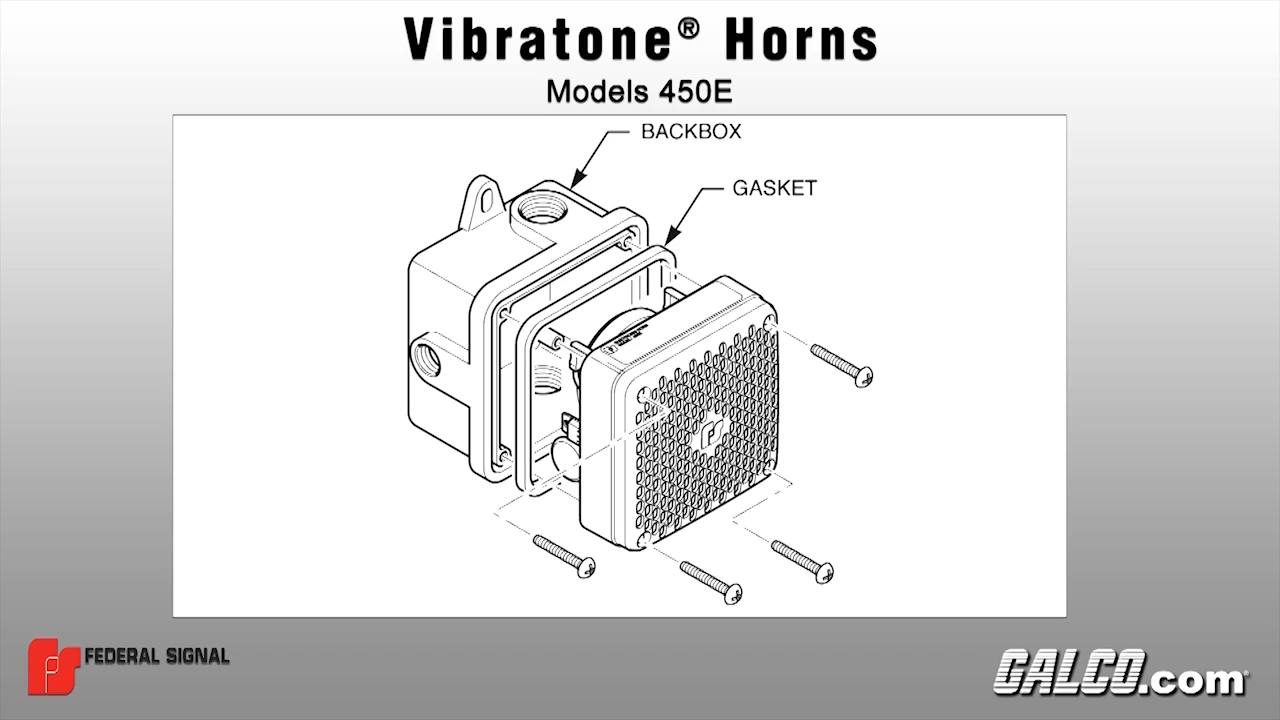 Vibratone® Horns
Models 450E
BACKBOX
GASKET
FEDERAL SIGNAL
GALCO.com